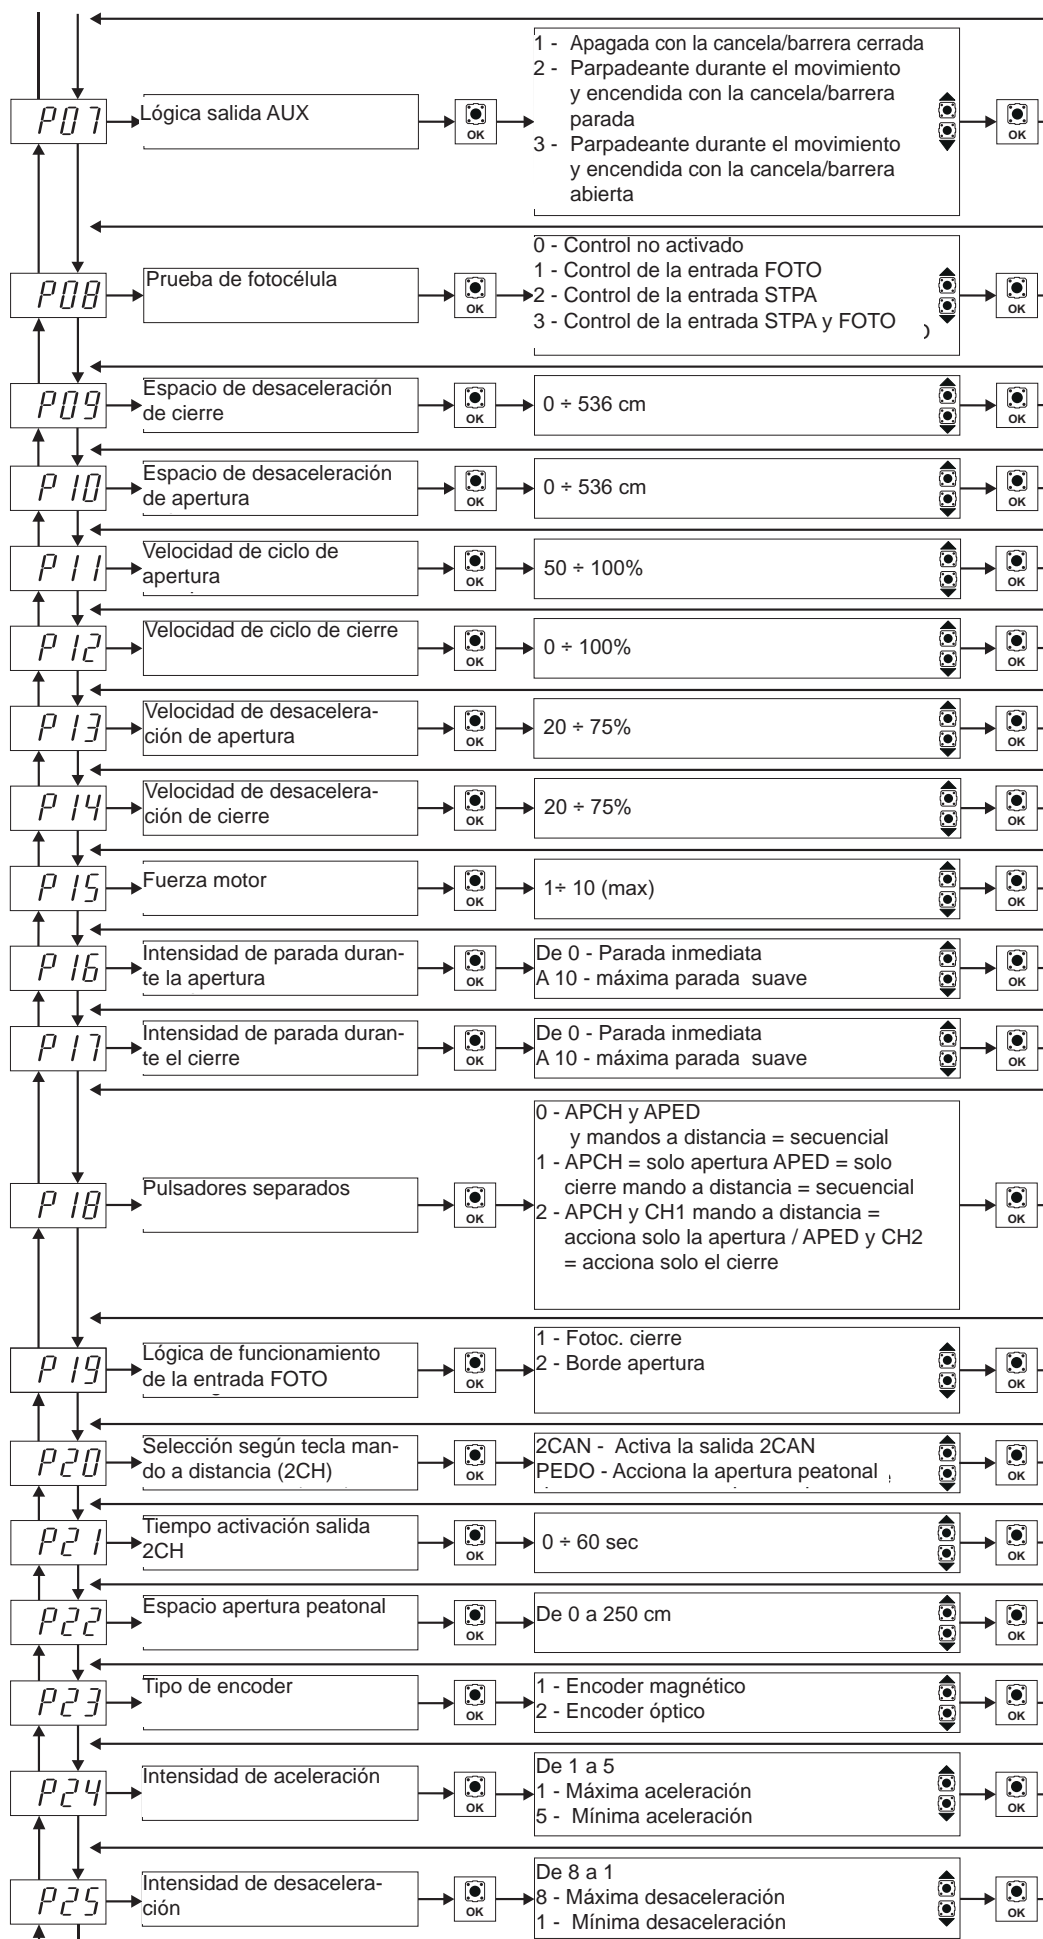 1 - Apagada con la cancela/barrera cerrada
2 - Parpadeante durante el movimiento
y encendida con la cancela/barrera
parada
3 - Parpadeante durante el movimiento
y encendida con la cancela/barrera
abierta
P07
Lógica salida AUX
OK
OK
0 - Control no activado
1 - Control de la entrada FOTO
2 - Control de la entrada STPA
3 - Control de la entrada STPA y FOTO
P08
Prueba de fotocélula
OK
OK
P09
Espacio de desaceleración
de cierre
OK
0 ÷ 536 cm
OK
P10
Espacio de desaceleración
de apertura
OK
0 ÷ 536 cm
OK
P11
Velocidad de ciclo de
apertura
OK
50 ÷ 100%
OK
P12
Velocidad de ciclo de cierre
OK
0 ÷ 100%
OK
P13
Velocidad de desacelera-
ción de apertura
OK
20 ÷ 75%
OK
P14
Velocidad de desacelera-
ción de cierre
OK
20 ÷ 75%
OK
P15
Fuerza motor
OK
1÷ 10 (max)
OK
P16
Intensidad de parada duran-
te la apertura
OK
De 0 - Parada inmediata
A 10 - máxima parada suave
OK
P17
Intensidad de parada duran-
te el cierre
OK
De 0 - Parada inmediata
A 10 - máxima parada suave
OK
P18
Pulsadores separados
OK
0 - APCH y APED
y mandos a distancia = secuencial
1 - APCH = solo apertura APED = solo
cierre mando a distancia = secuencial
2 - APCH y CH1 mando a distancia =
acciona solo la apertura / APED y CH2
= acciona solo el cierre
OK
P19
Lógica de funcionamiento
de la entrada FOTO
OK
1 - Fotoc. cierre
2 - Borde apertura
OK
P20
Selección según tecla man-
do a distancia (2CH)
OK
2CAN - Activa la salida 2CAN
PEDO - Acciona la apertura peatonal
OK
P21
Tiempo activación salida
2CH
OK
0 ÷ 60 sec
OK
P22
Espacio apertura peatonal
OK
De 0 a 250 cm
OK
P23
Tipo de encoder
OK
1 - Encoder magnético
2 - Encoder óptico
OK
P24
Intensidad de aceleración
OK
De 1 a 5
1 - Máxima aceleración
5 - Mínima aceleración
OK
P25
Intensidad de desacelera-
ción
OK
De 8 a 1
8 - Máxima desaceleración
1 - Mínima desaceleración
OK